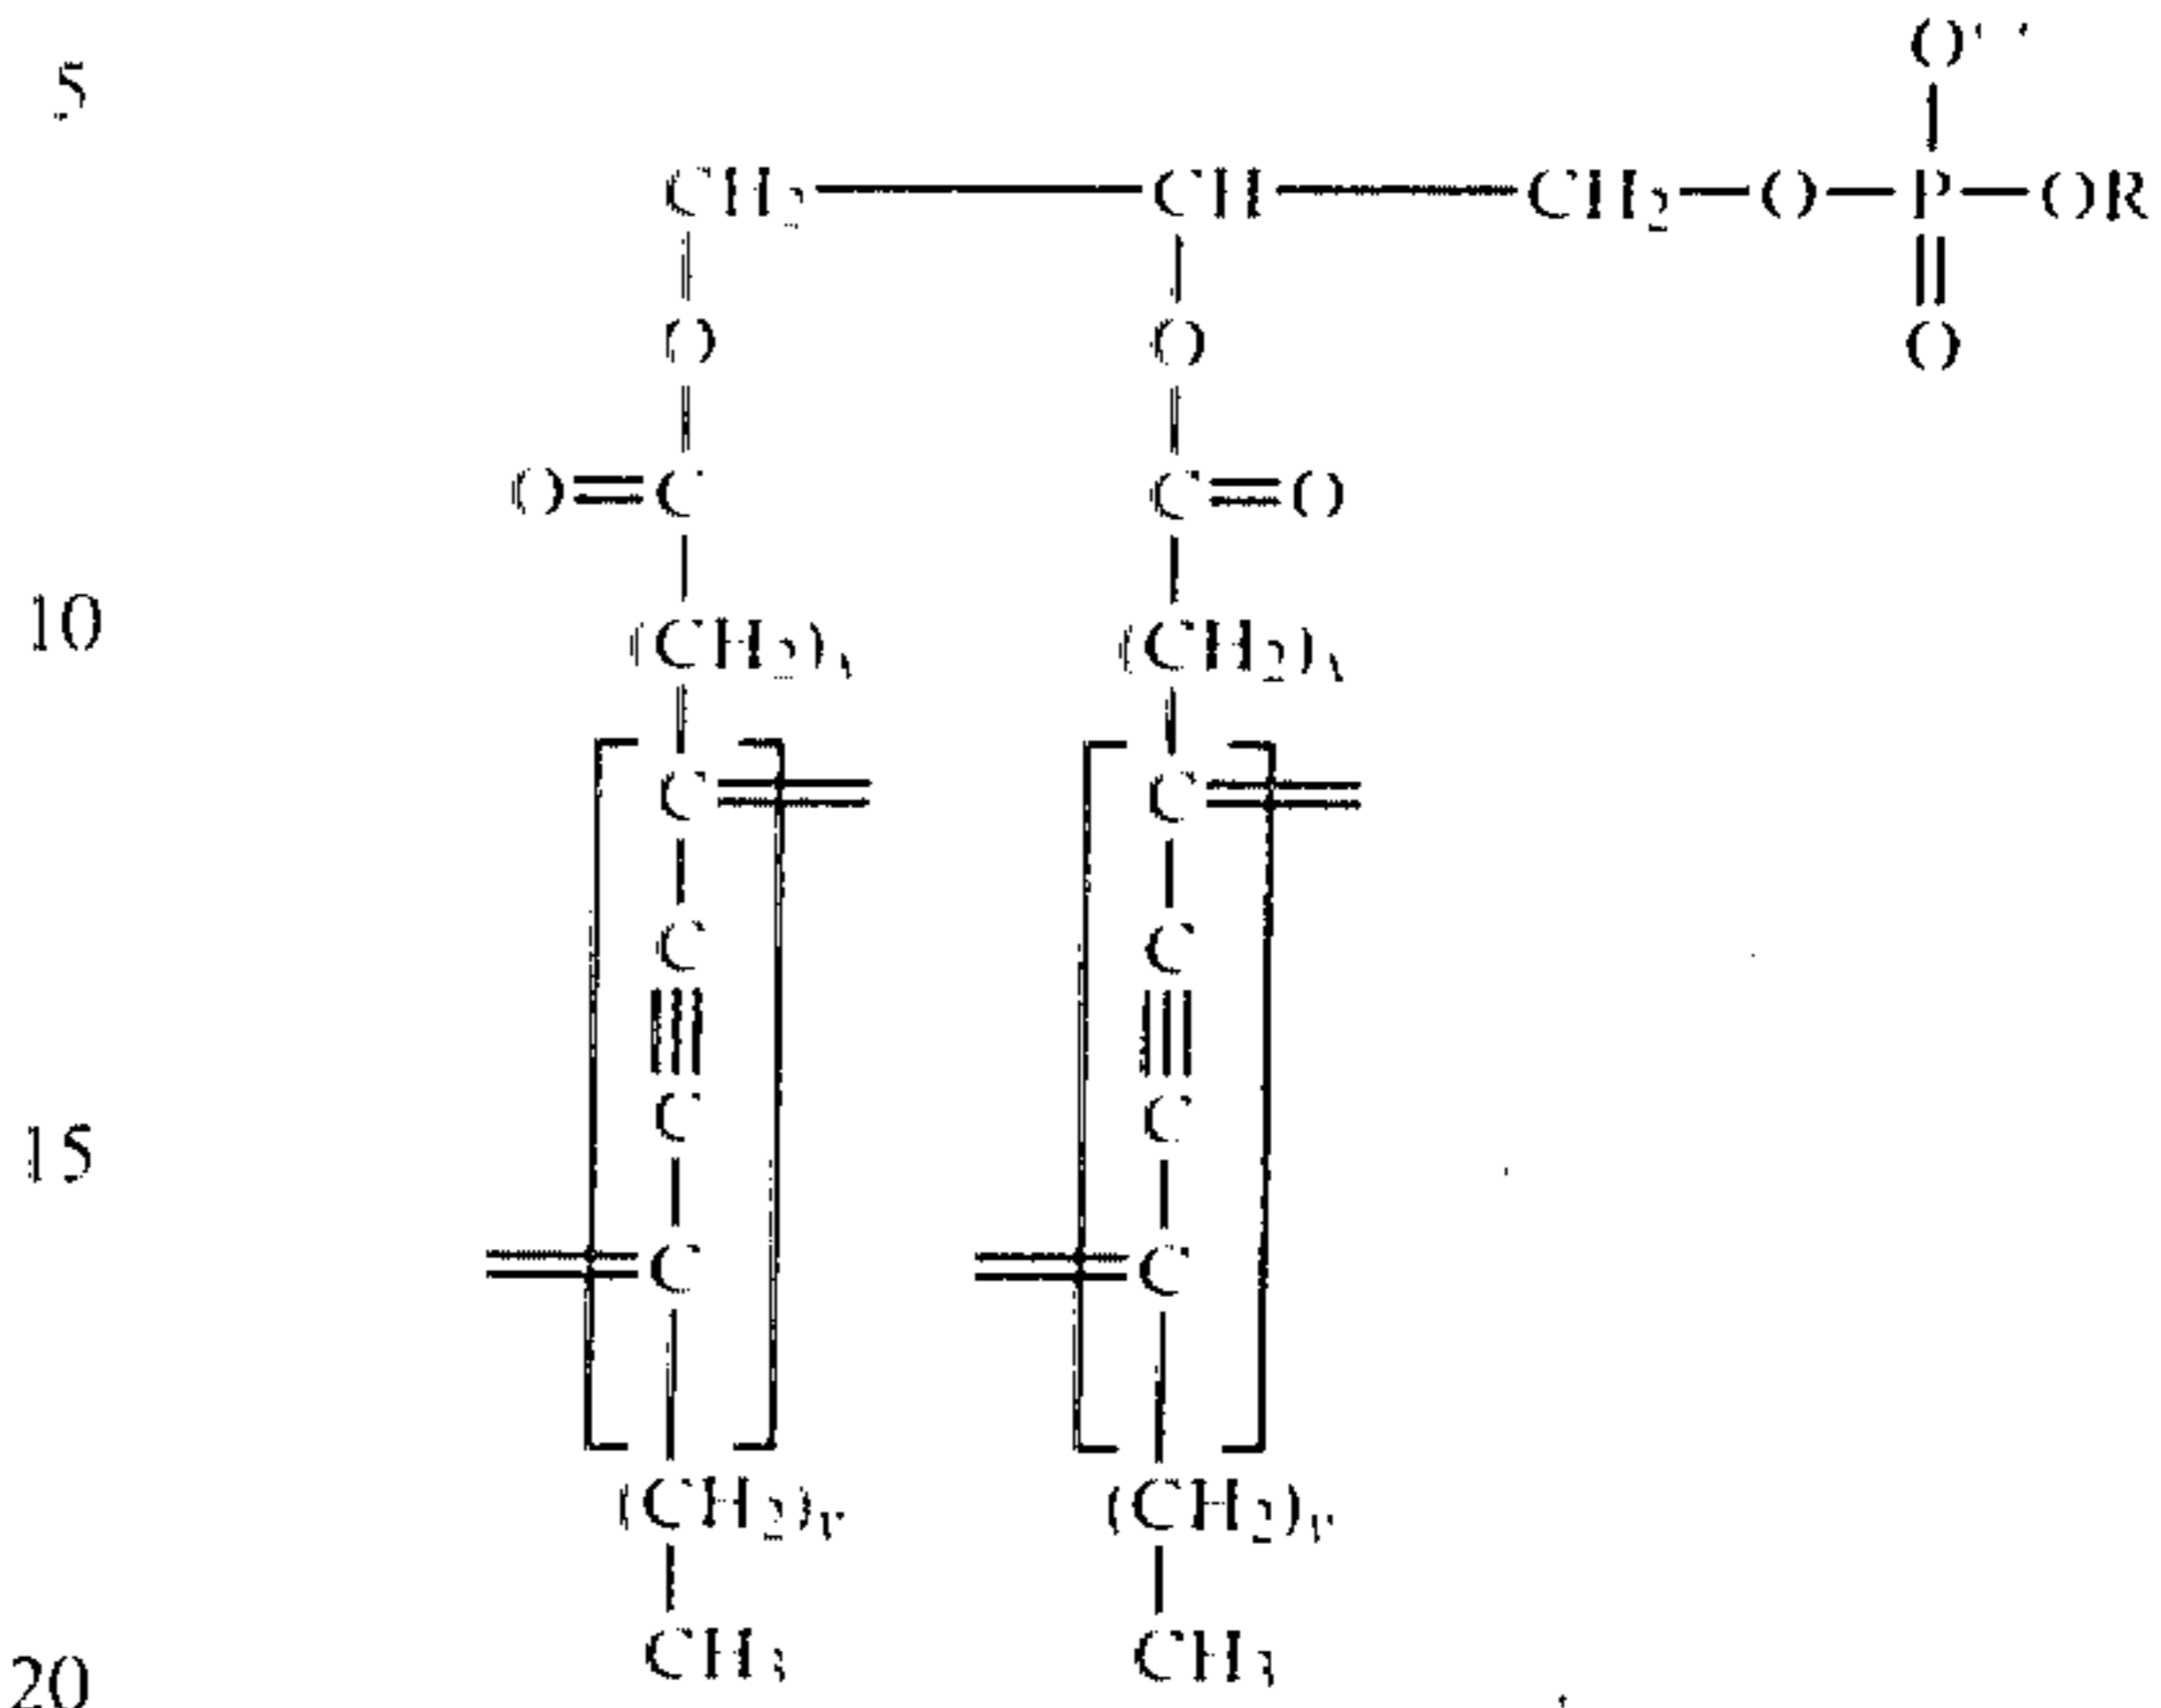 5
O
CH₂—CH—CH₂—O—P—OR
O O O
O=C C=O
10
(CH₂) (CH₂)
C= C=
C C
15
C C
=C =C
(CH₂)y (CH₂)y
CH₃ CH₃
20